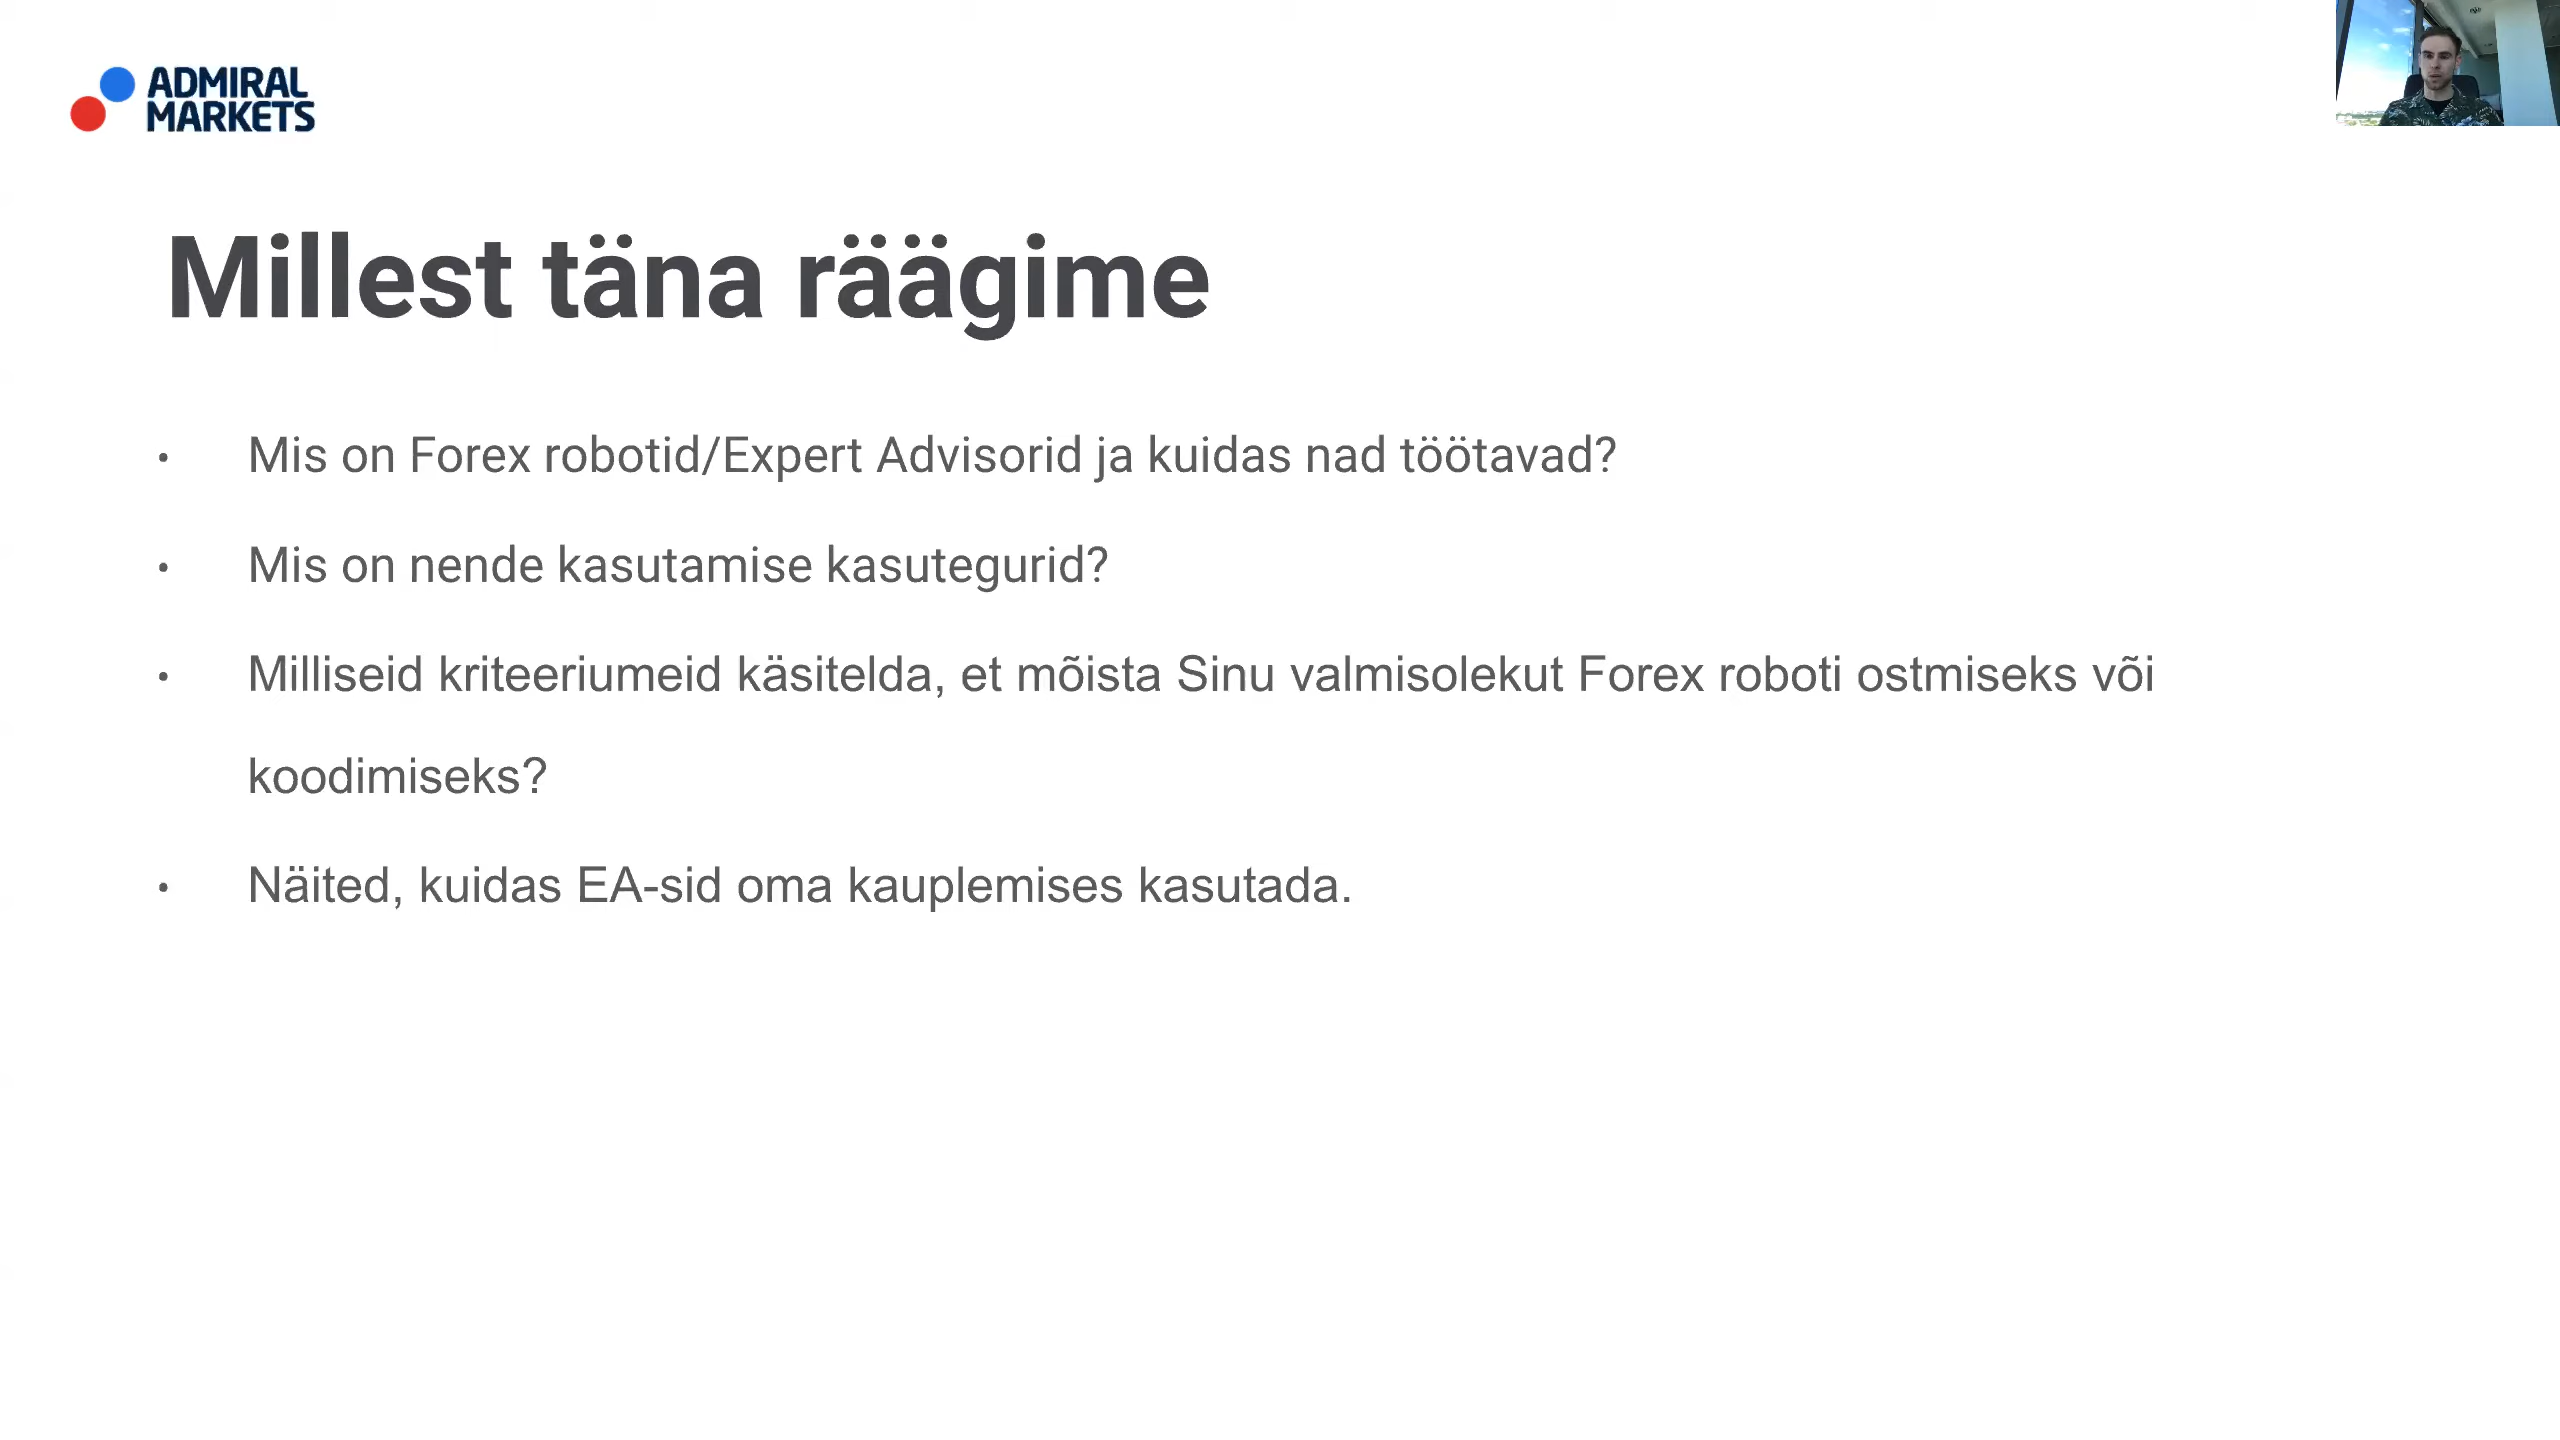 ADMIRAL
MARKETS
Millest täna räägime
• Mis on Forex robotid/Expert Advisorid ja kuidas nad töötavad?
• Mis on nende kasutamise kasutegurid?
• Milliseid kriteeriumeid käsitelda, et mõista Sinu valmisolekut Forex roboti ostmiseks või
koodimiseks?
• Näited, kuidas EA-sid oma kauplemises kasutada.